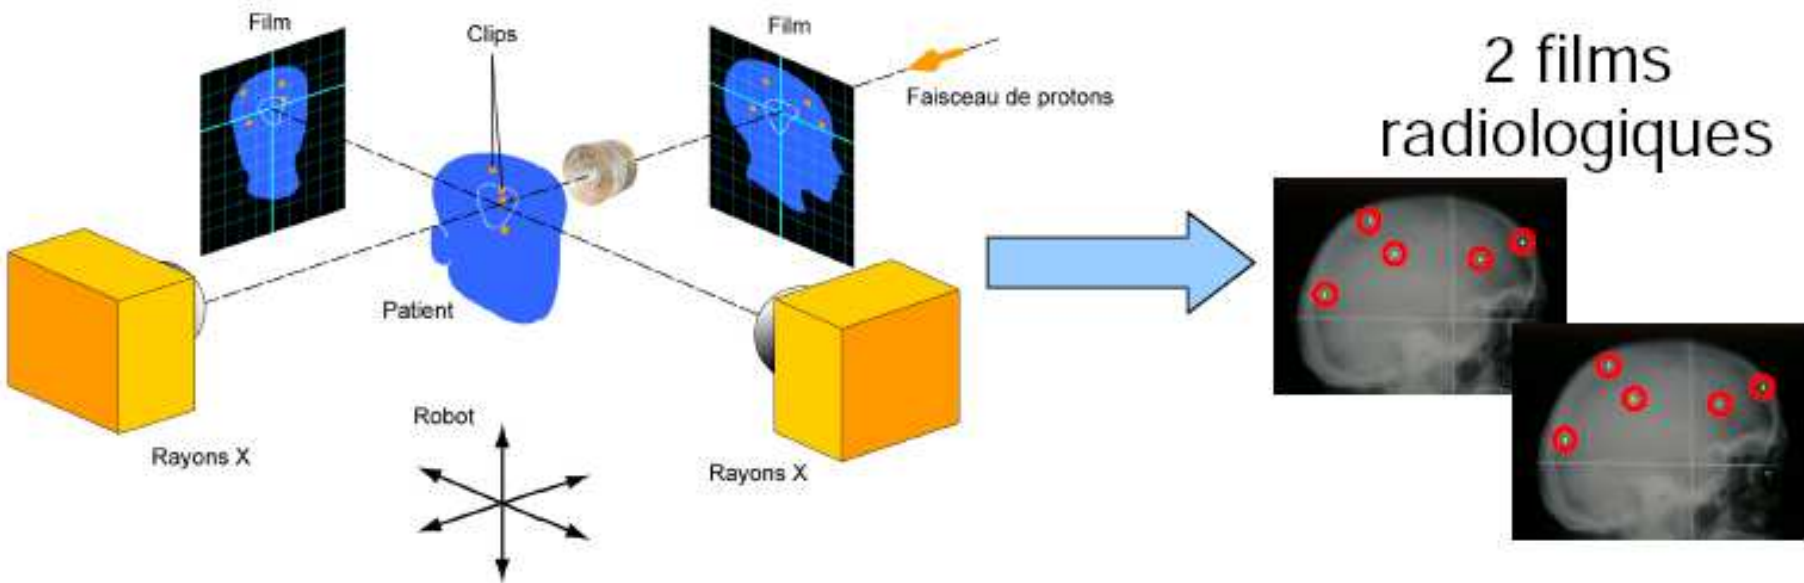 Film
Clips
Film
Faisceau de protons
Patient
Rayons X
Robot
Rayons X
2 films
radiologiques